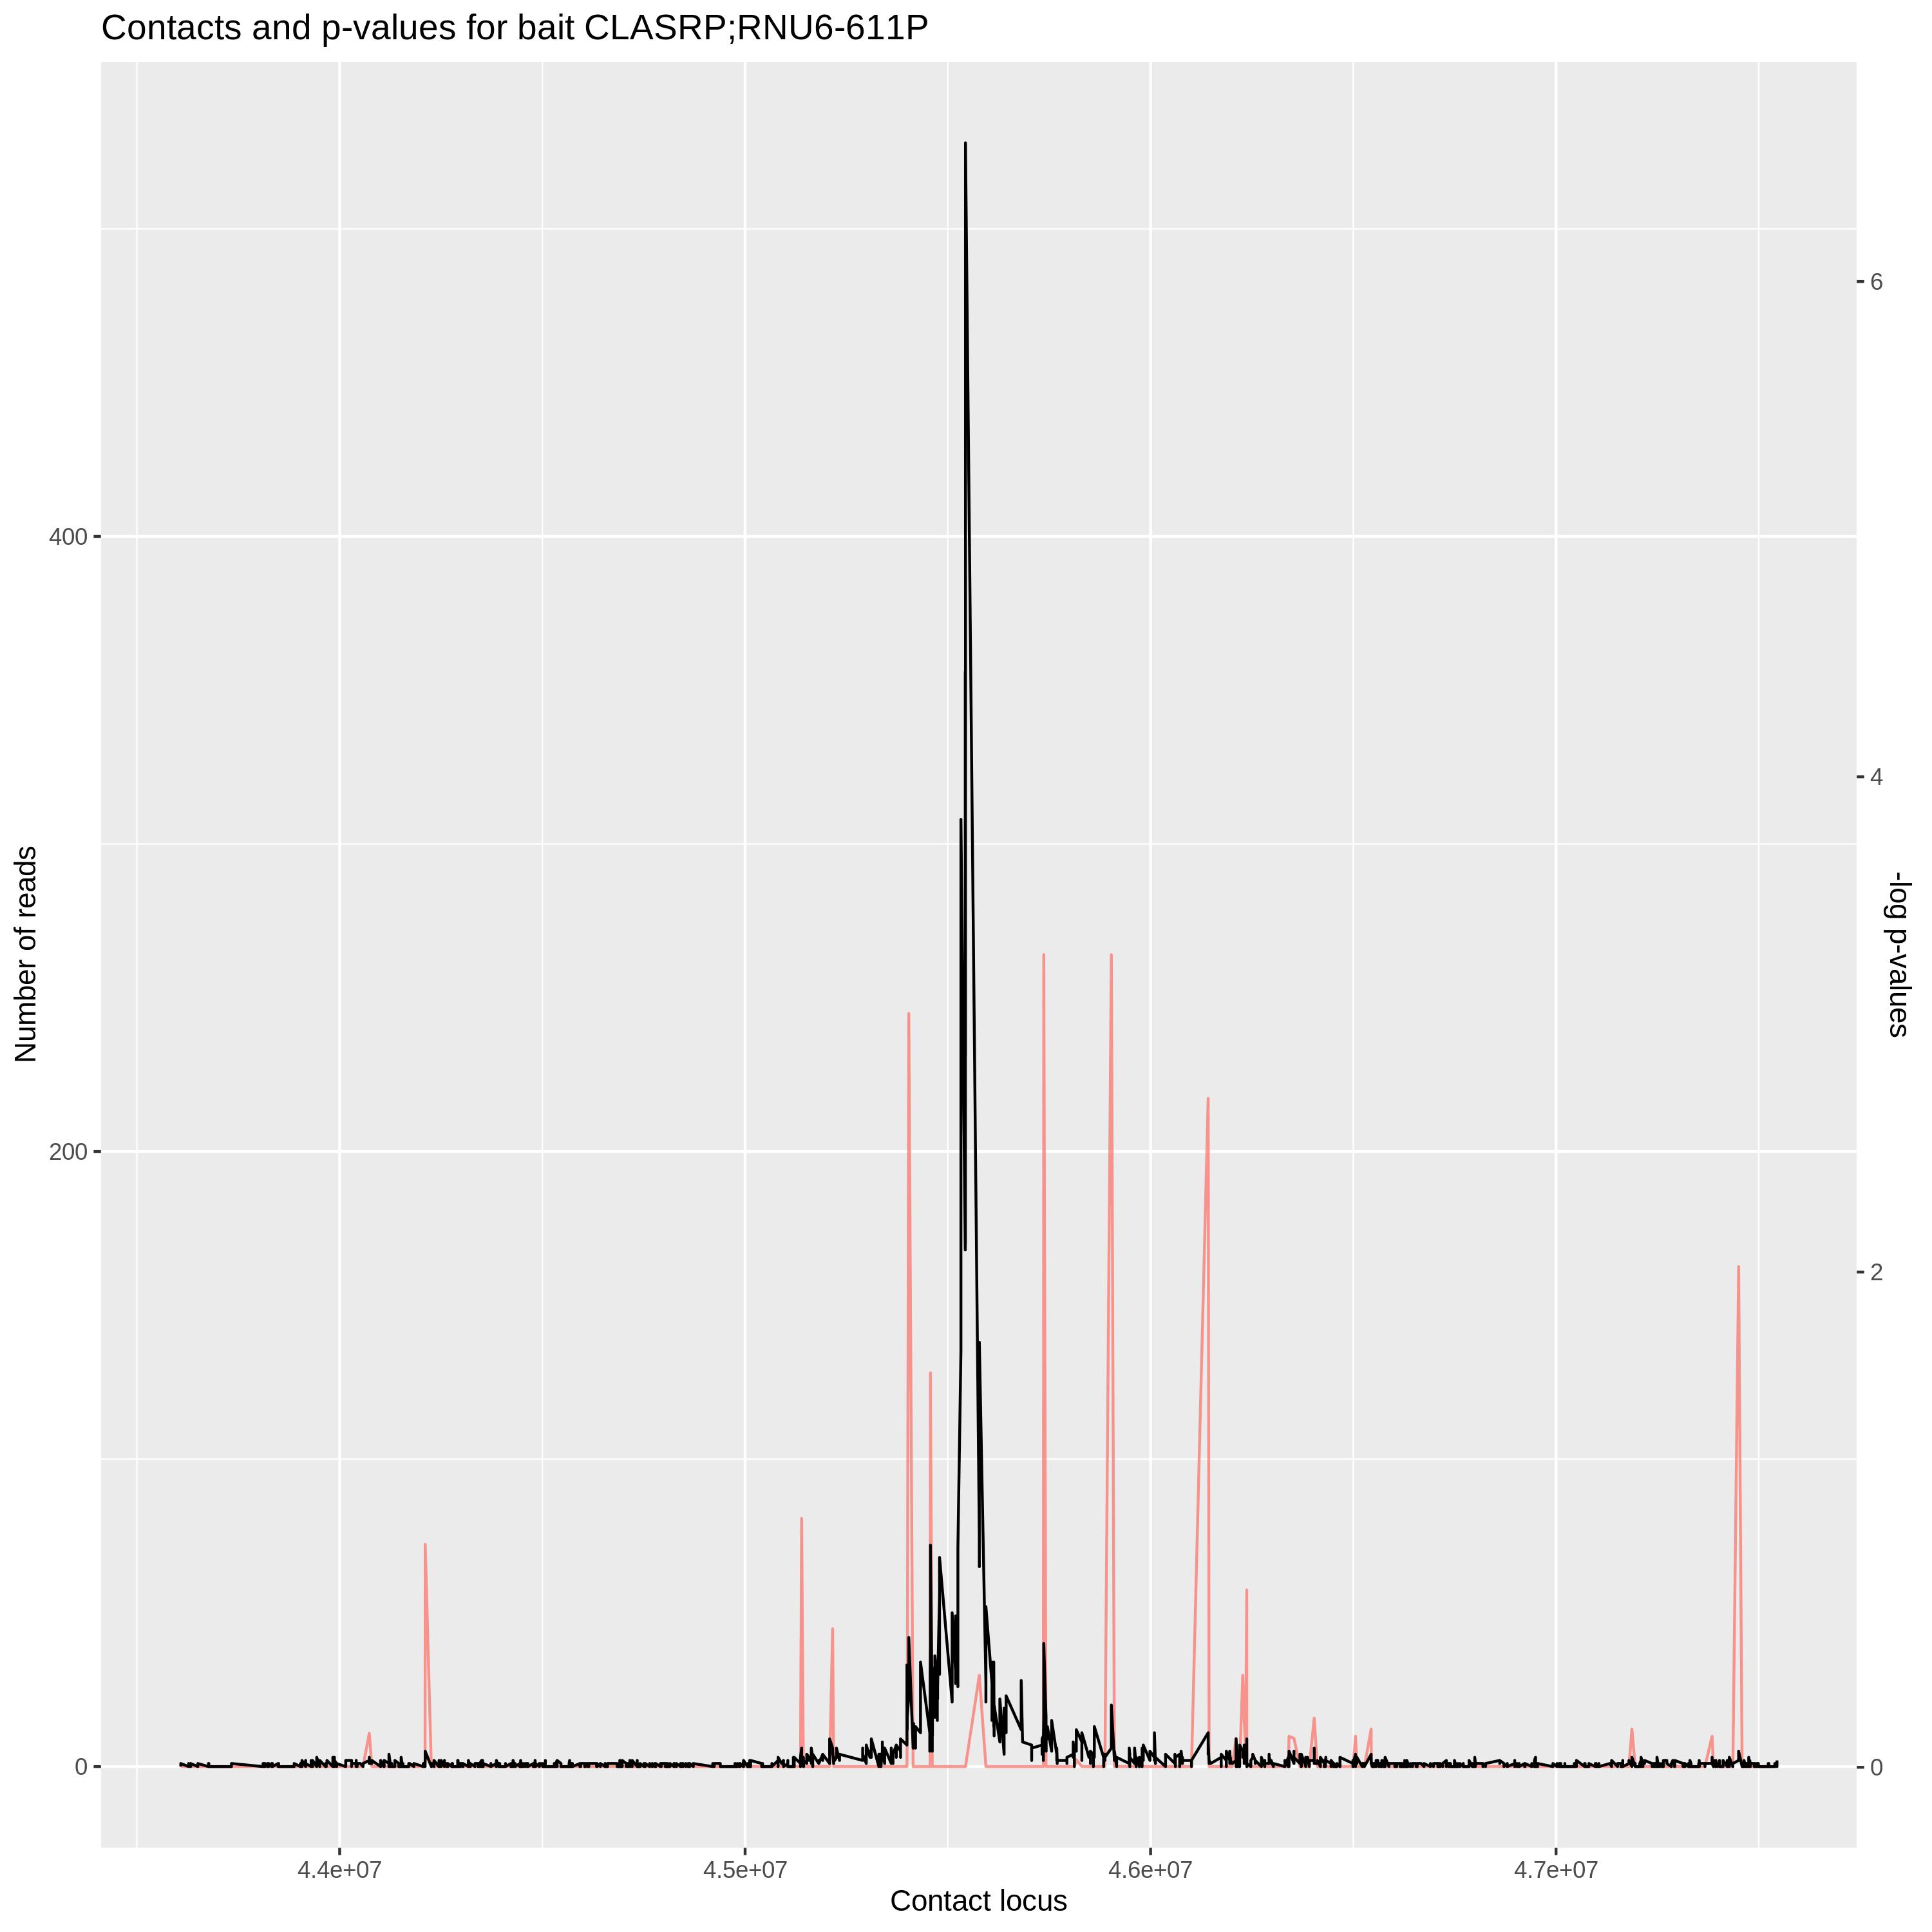 Contacts and p-values for bait CLASRP;RNU6-611P
Number of reads
400
200
0
6
4
2
0
-log p-values
4.4e+07
4.5e+07
4.6e+07
4.7e+07
Contact locus